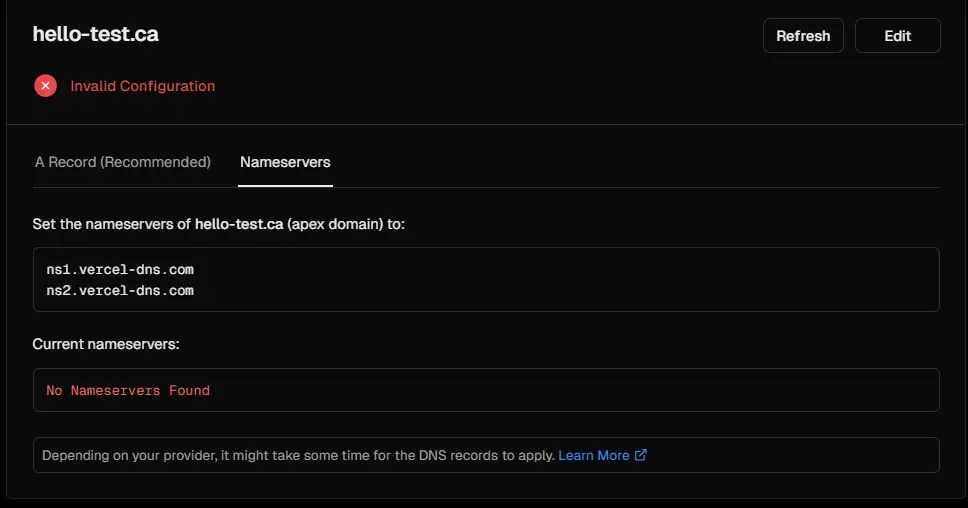 hello-test.ca
Refresh
Edit
Invalid Configuration
A Record (Recommended)
Nameservers
Set the nameservers of hello-test.ca (apex domain) to:
ns1.vercel-dns.com
ns2.vercel-dns.com
Current nameservers:
No Nameservers Found
Depending on your provider, it might take some time for the DNS records to apply. Learn More